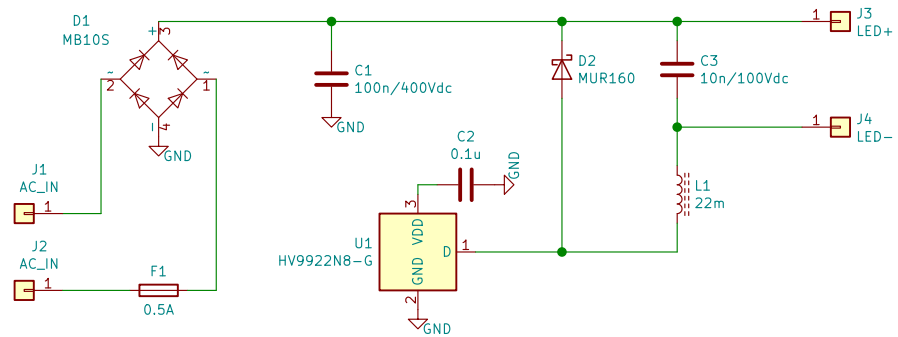 D1
MB10S
+
3
~
2
~
1
−
4
GND
J1
AC_IN
1
J2
AC_IN
1
F1
0.5A
C1
100n/400Vdc
GND
C2
0.1u
GND
U1
HV9922N8-G
3
VDD
D
1
GND
2
GND
D2
MUR160
C3
10n/100Vdc
L1
22m
1
J3
LED+
1
J4
LED-